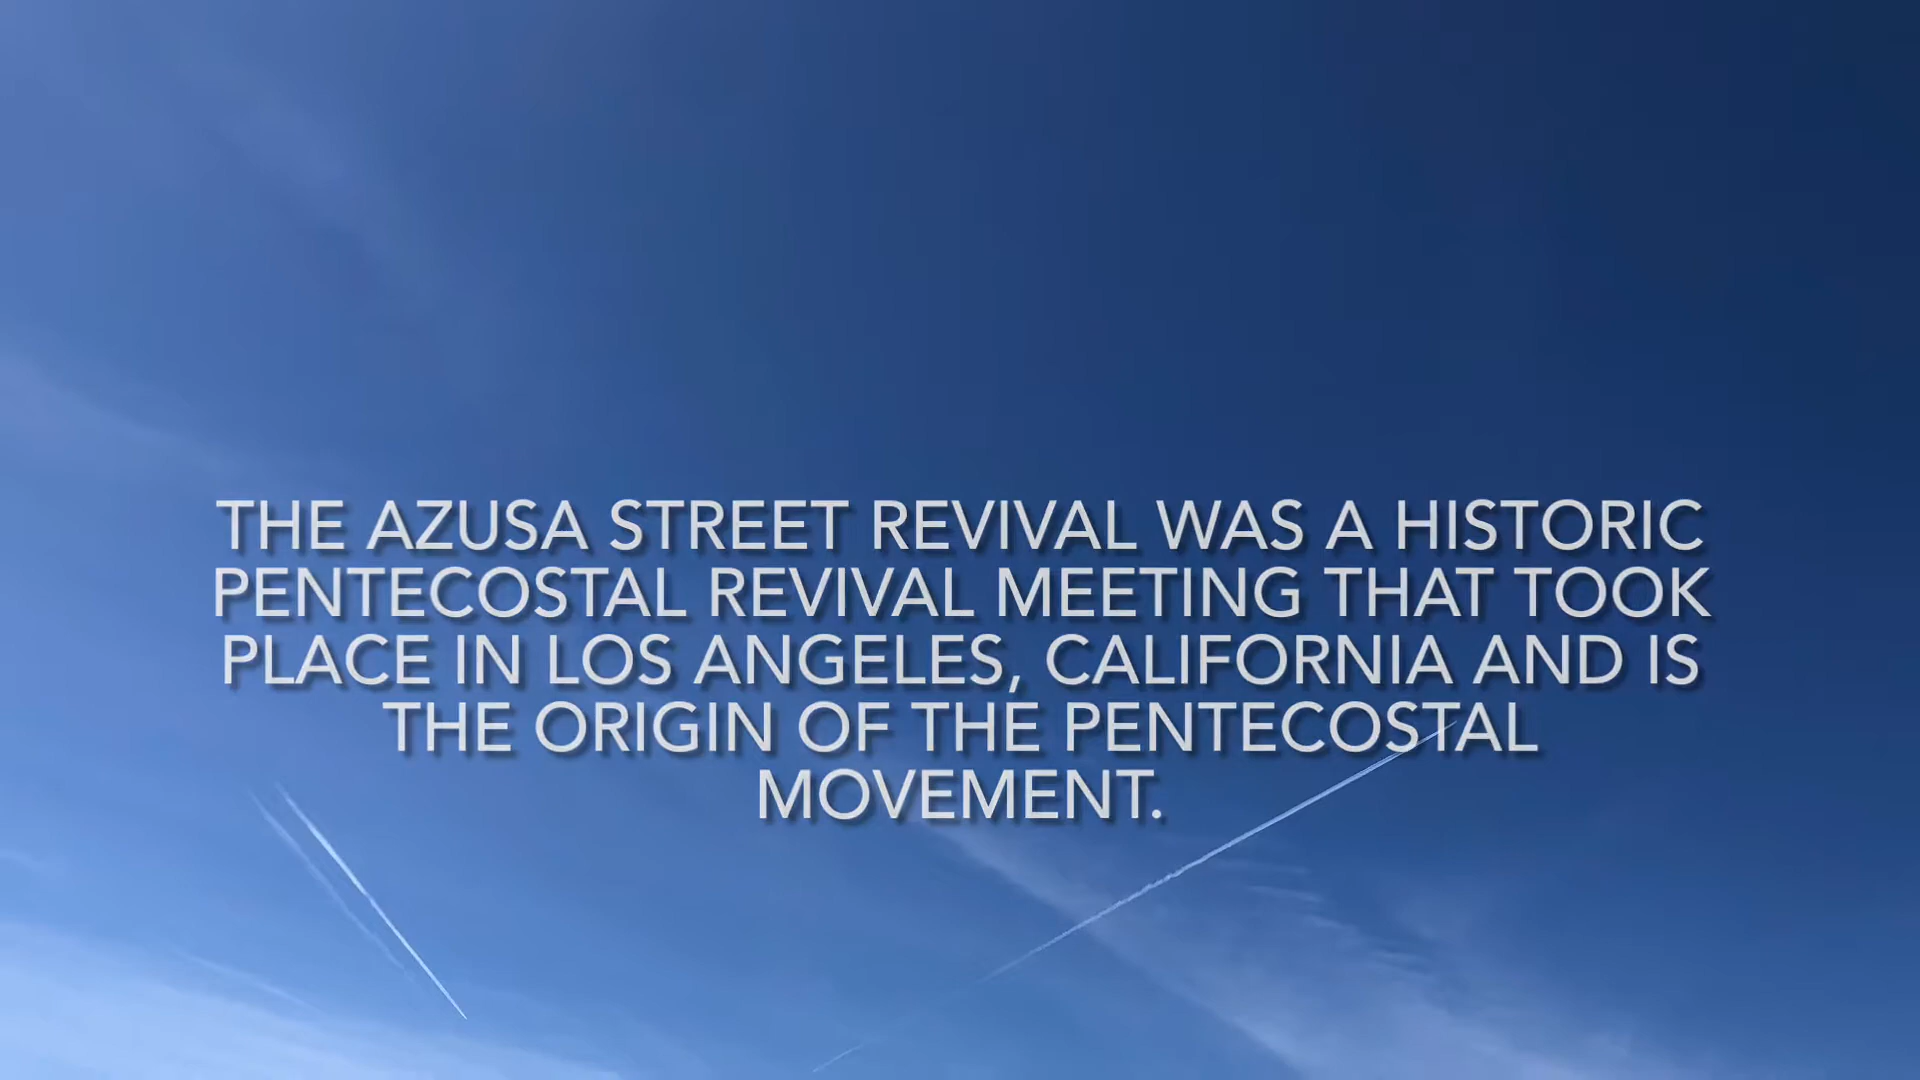 THE AZUSA STREET REVIVAL WAS A HISTORIC
PENTECOSTAL REVIVAL MEETING THAT TOOK
PLACE IN LOS ANGELES, CALIFORNIA AND IS
THE ORIGIN OF THE PENTECOSTAL
MOVEMENT.